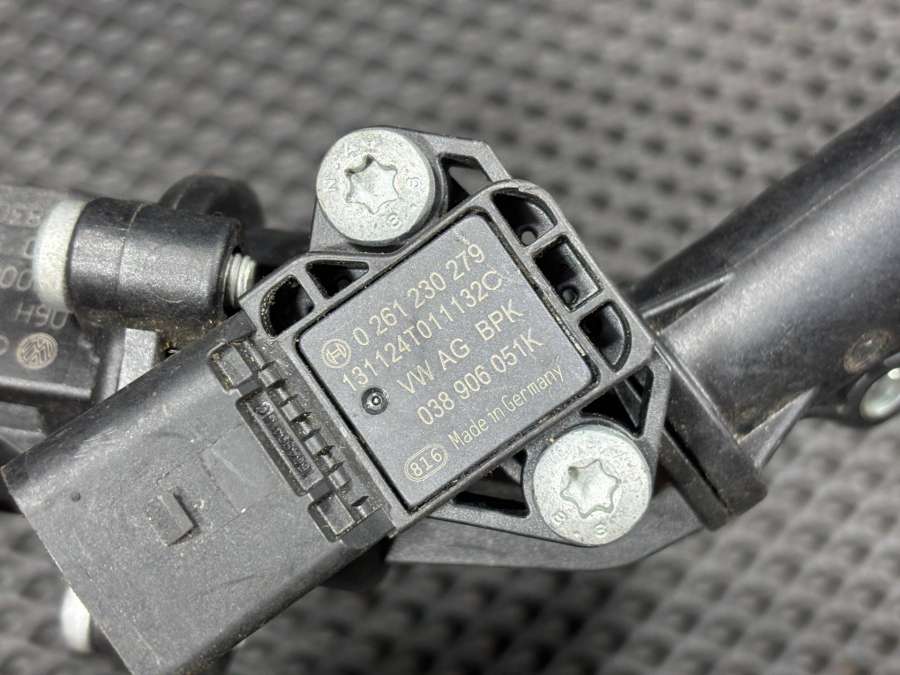 0 261 230 279
131124T011132C
VW AG BPK
038 906 051K
Made in Germany
816